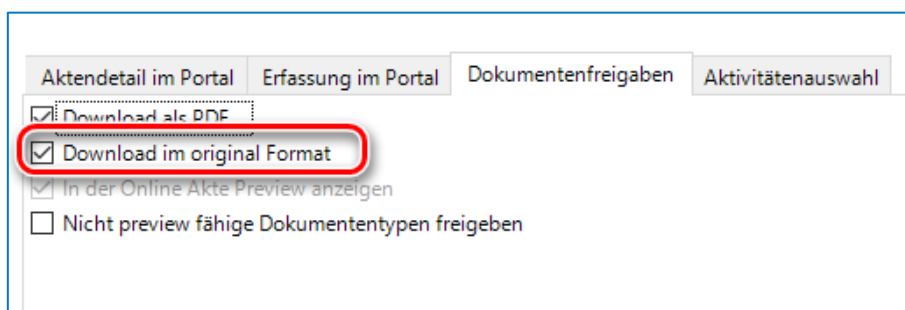 Aktendetail im Portal Erfassung im Portal Dokumentenfreigaben Aktivitätenauswahl
Download als PDF
Download im original Format
In der Online Akte Preview anzeigen
Nicht preview fähige Dokumententypen freigeben